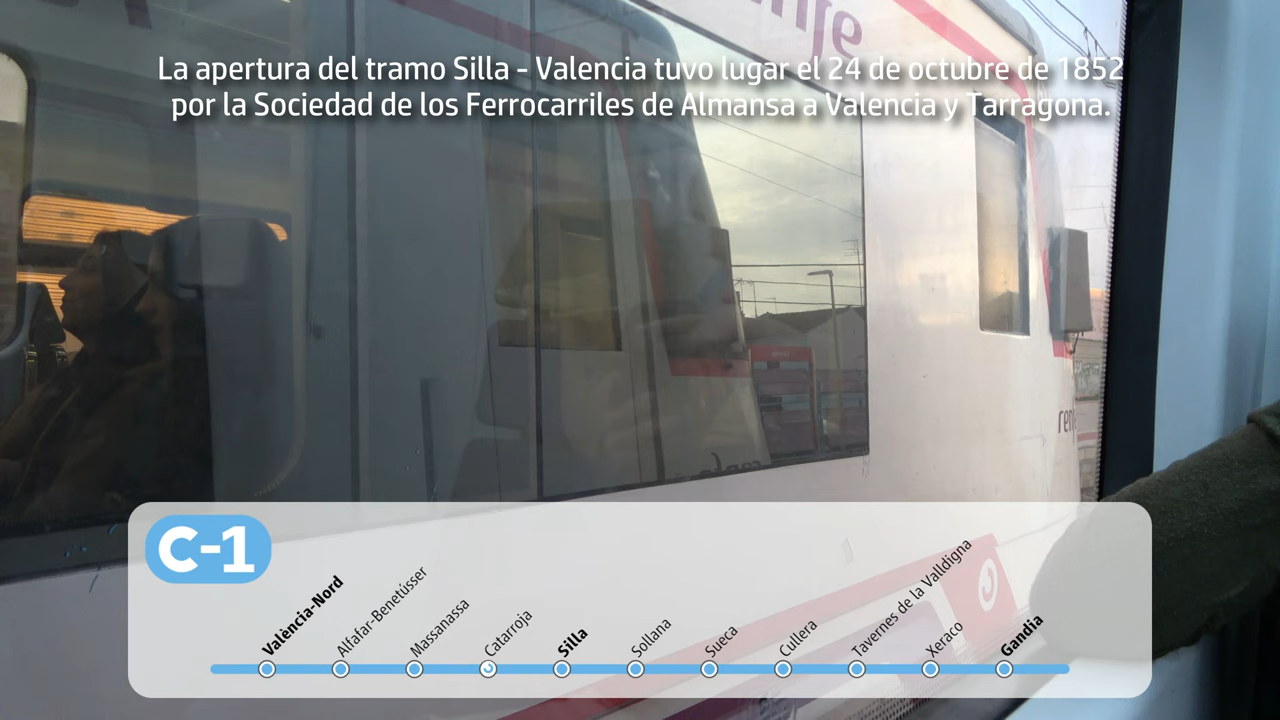 renfe
La apertura del tramo Silla - Valencia tuvo lugar el 24 de octubre de 1852
por la Sociedad de los Ferrocarriles de Almansa a Valencia y Tarragona.
C-1
València-Nord
Alfafar-Benetússer
Massanassa
Catarroja
Silla
Sollana
Sueca
Cullera
Tavernes de la Valldigna
Xeraco
Gandia